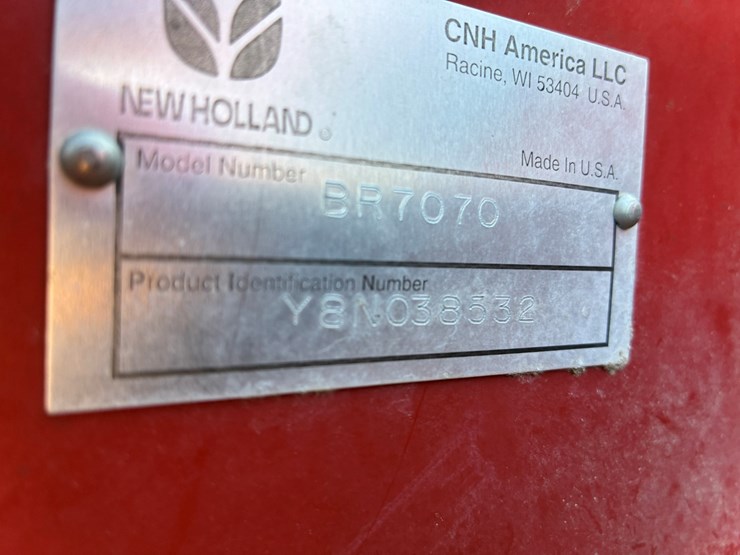 NEW HOLLAND
CNH America LLC
Racine, WI 53404 U.S.A.
Made In U.S.A.
Model Number
BR7070
Product Identification Number
Y8N038532